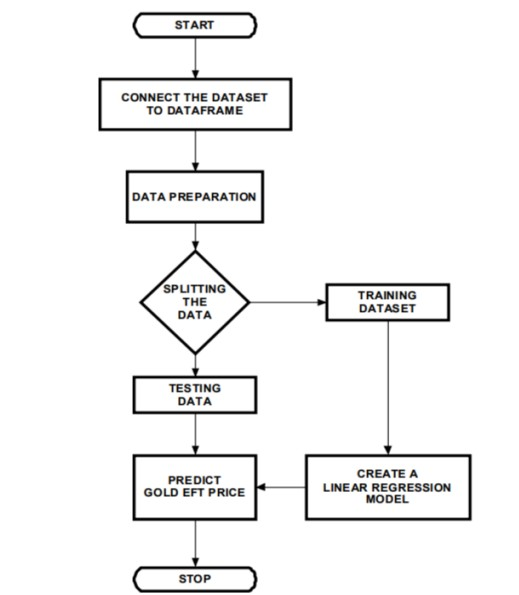 START
CONNECT THE DATASET
TO DATAFRAME
DATA PREPARATION
SPLITTING
THE
DATA
TRAINING
DATASET
TESTING
DATA
PREDICT
GOLD EFT PRICE
CREATE A
LINEAR REGRESSION
MODEL
STOP